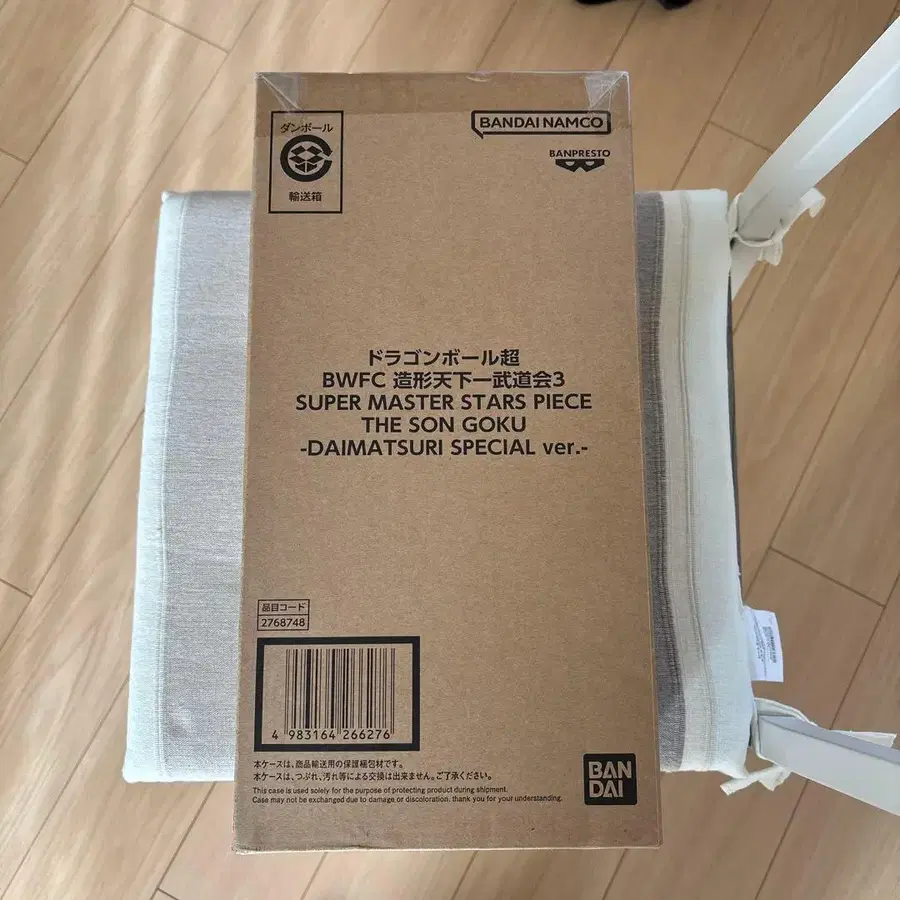 ダンボール
輸送箱
BANDAI NAMCO
BANPRESTO
ドラゴンボール超
BWFC 造形天下一武道会3
SUPER MASTER STARS PIECE
THE SON GOKU
-DAIMATSURI SPECIAL ver.-
品目コード
2768748
4 983164 266276
本ケースは、商品輸送用の保護梱包材です。
本ケースは、つぶれ、汚れ等による交換は出来ません。ご了承ください。
This case is used solely for the purpose of protecting product during shipment.
Case may not be exchanged due to damage or discoloration. thank you for your understanding.
BAN
DAI